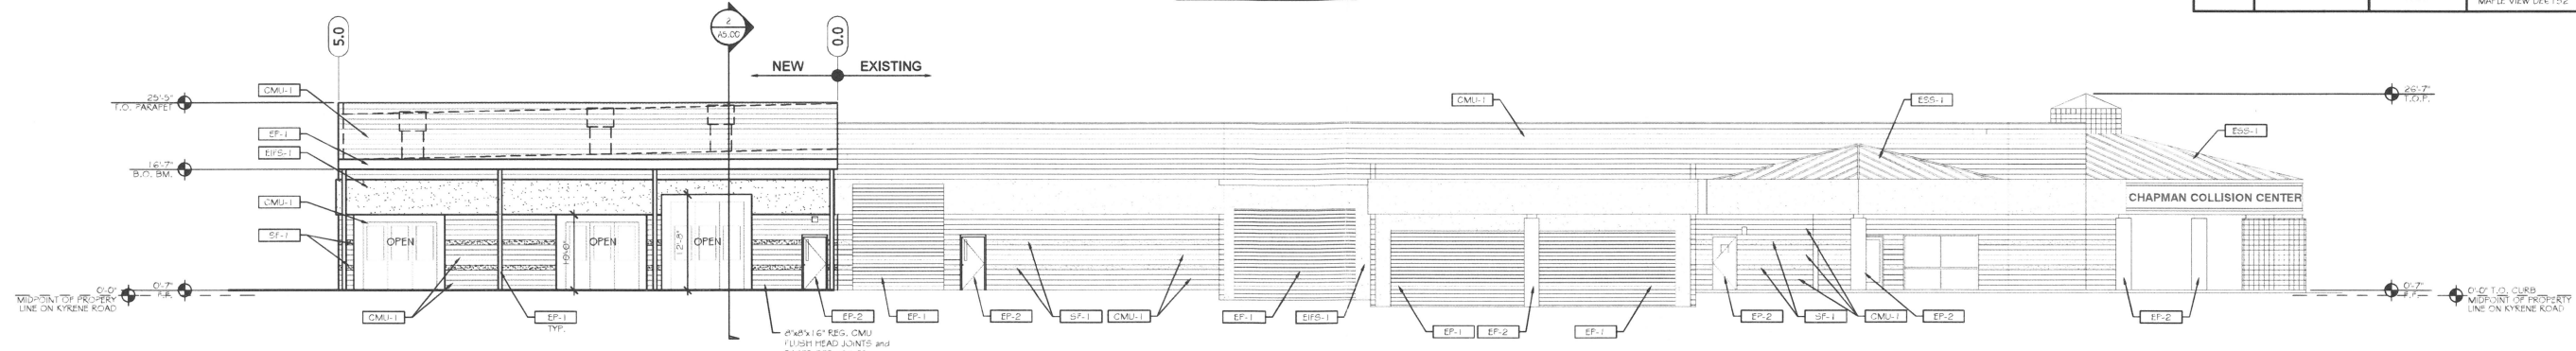 MAPLE VIEW DEE192
2
A5.00
5.0
0.0
NEW
EXISTING
CMU-1
25'-5"
T.O. PARAPET
EP-1
EIFS-1
16'-7"
B.O. BM.
CMU-1
SF-1
0'-0"
MIDPOINT OF PROPERY
LINE ON KYRENE ROAD
0'-7"
F.F.
OPEN
OPEN
OPEN
10'-0"
12'-8"
CMU-1
EP-1
TYP.
8"x8"x16" REG. CMU
FLUSH HEAD JOINTS and
EP-2
EP-1
EP-2
SF-1
CMU-1
EP-1
EIFS-1
EP-1
EP-2
EP-1
EP-2
SF-1
CMU-1
EP-2
EP-2
CMU-1
ESS-1
ESS-1
CHAPMAN COLLISION CENTER
26'-7"
T.O.P.
0'-7"
F.F.
0'-0" T.O. CURB
MIDPOINT OF PROPERTY
LINE ON KYRENE ROAD